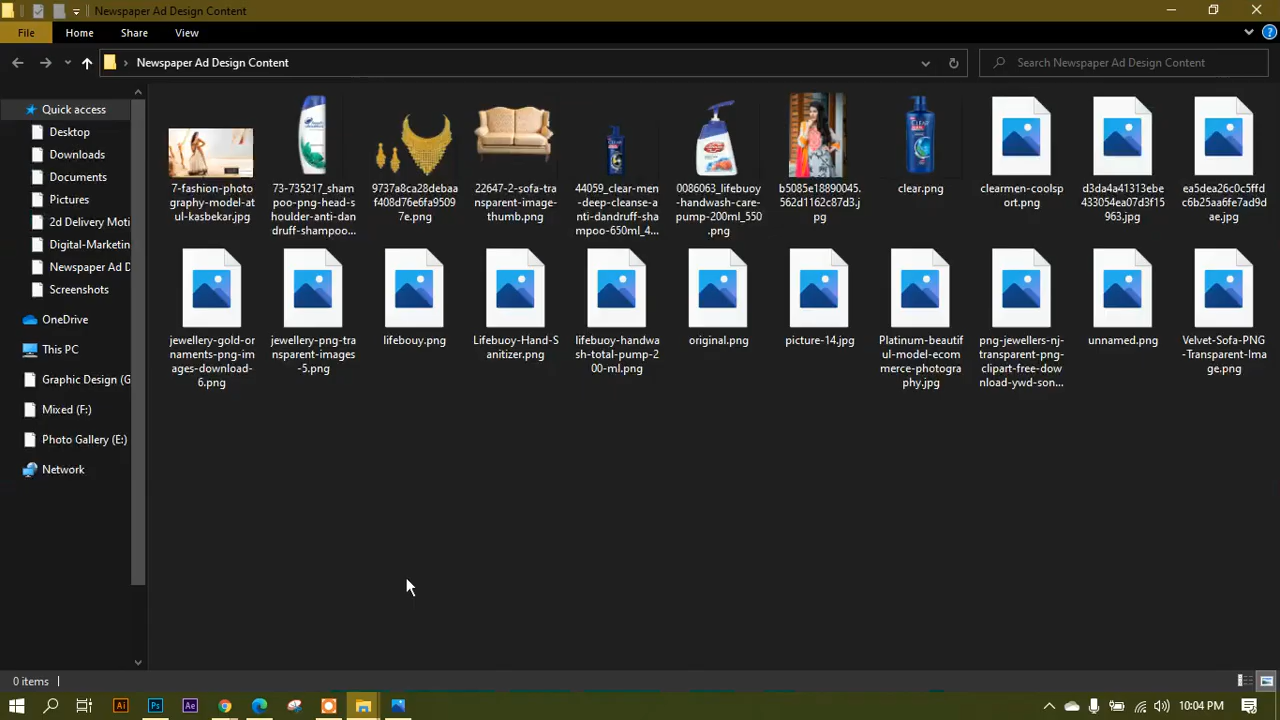 Newspaper Ad Design Content
File
Home
Share
View
Newspaper Ad Design Content
Search Newspaper Ad Design Content
Quick access
Desktop
Downloads
Documents
Pictures
2d Delivery Moti
Digital-Marketin
Newspaper Ad D
Screenshots
OneDrive
This PC
Graphic Design (G
Mixed (F:)
Photo Gallery (E:)
Network
7-fashion-photo
graphy-model-at
ul-kasbekar.jpg
73-735217_sham
poo-png-head-s
houlder-anti-dan
druff-shampoo...
9737a8ca28debaa
f408d76e6fa9509
7e.png
22647-2-sofa-tra
nsparent-image-
thumb.png
44059_clear-men
-deep-cleanse-a
nti-dandruff-sha
mpoo-650ml_4...
0086063_lifebuoy
-handwash-care-
pump-200ml_550
.png
b5085e18890045.
562d1162c87d3.j
pg
clear.png
clearmen-coolsp
ort.png
d3da4a41313ebe
433054ea07d3f15
963.jpg
ea5dea26c0c5ffd
c6b25aa6fe7ad9d
ae.jpg
jewellery-gold-or
naments-png-im
ages-download-
6.png
jewellery-png-tra
nsparent-images
-5.png
lifebouy.png
Lifebuoy-Hand-S
anitizer.png
lifebuoy-handwa
sh-total-pump-2
00-ml.png
original.png
picture-14.jpg
Platinum-beautif
ul-model-ecom
merce-photogra
phy.jpg
png-jewellers-nj-
transparent-png-
clipart-free-dow
nload-ywd-son...
unnamed.png
Velvet-Sofa-PNG
-Transparent-Ima
ge.png
0 items
Ai
Ps
Ae
10:04 PM